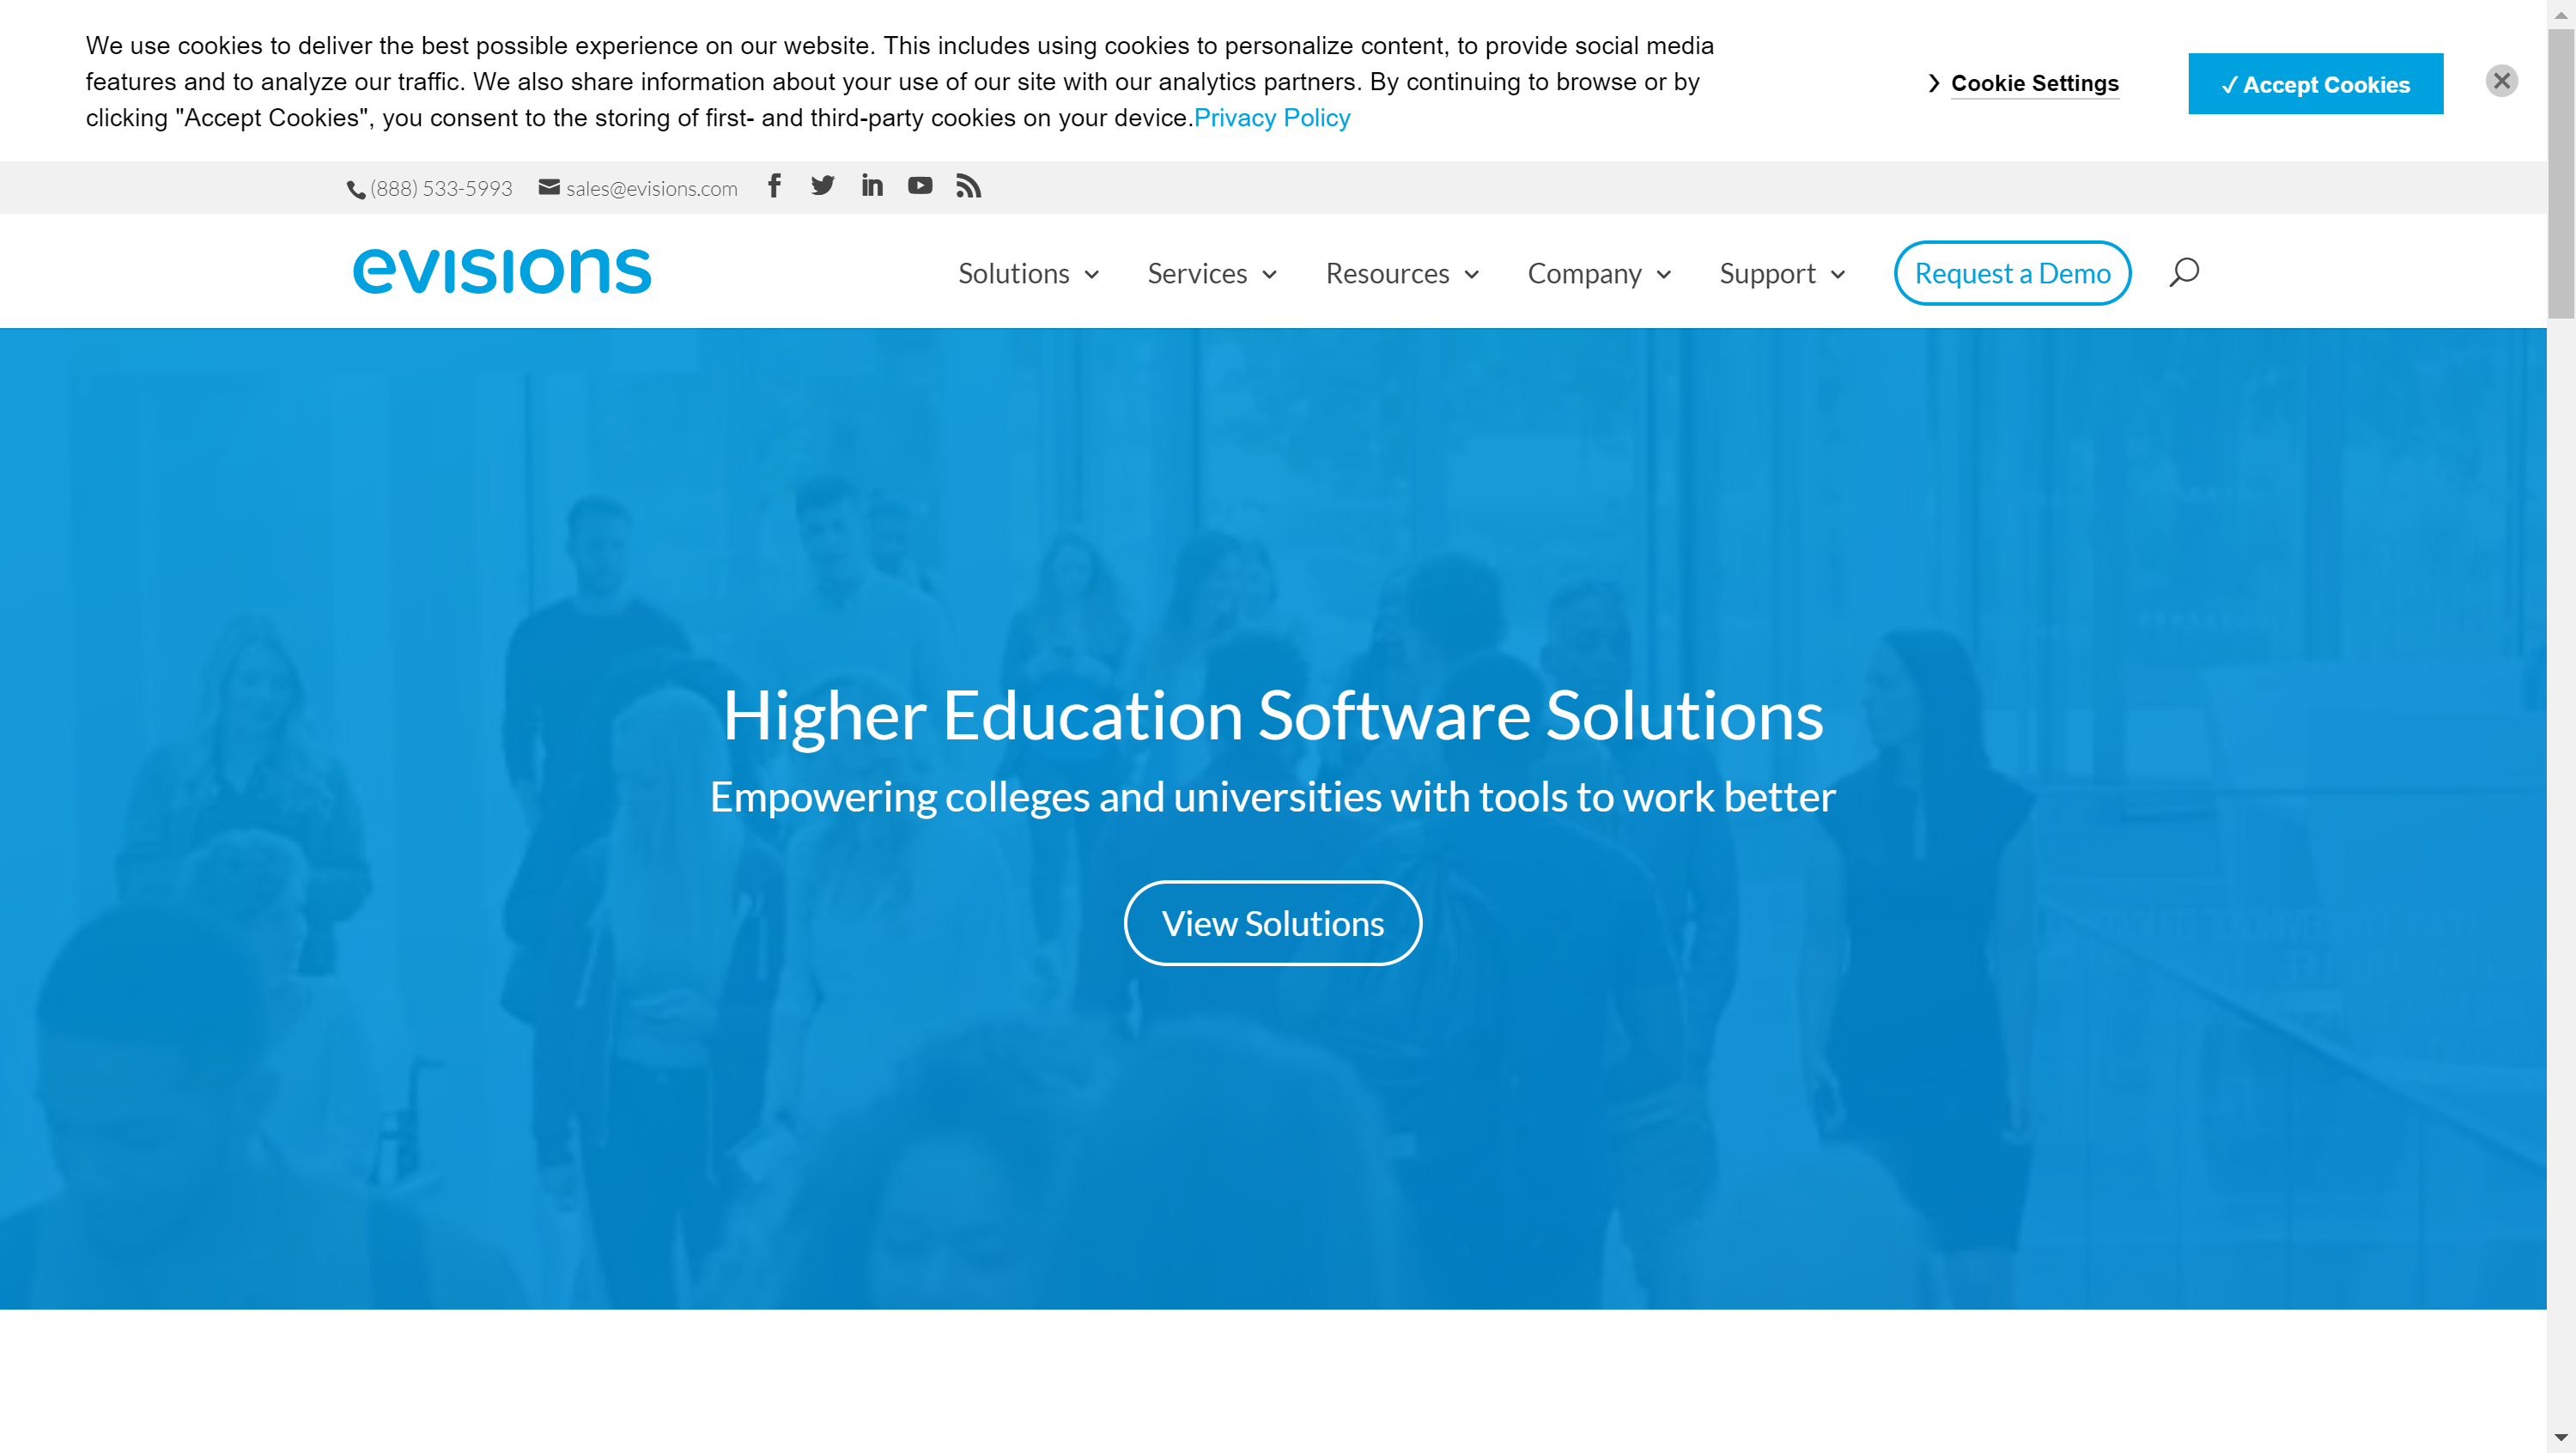 We use cookies to deliver the best possible experience on our website. This includes using cookies to personalize content, to provide social media
features and to analyze our traffic. We also share information about your use of our site with our analytics partners. By continuing to browse or by
clicking "Accept Cookies", you consent to the storing of first- and third-party cookies on your device.Privacy Policy
Cookie Settings
✓ Accept Cookies
(888) 533-5993
sales@evisions.com
evisions
Solutions
Services
Resources
Company
Support
Request a Demo
Higher Education Software Solutions
Empowering colleges and universities with tools to work better
View Solutions